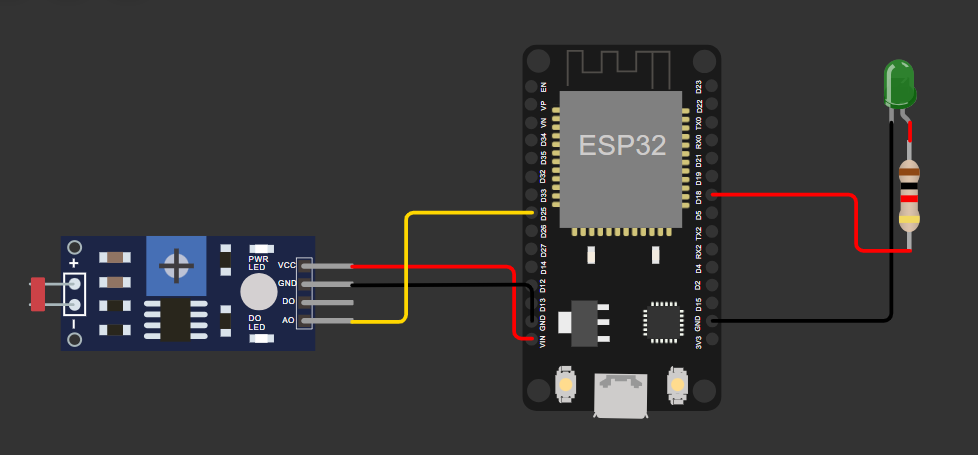 PWR
LED
DO
LED
+
−
VCC
GND
DO
AO
ESP32
EN
VP
VN
D34
D35
D32
D33
D25
D26
D27
D14
D12
D13
GND
VIN
D23
D22
TX0
RX0
D21
D19
D18
D5
TX2
RX2
D4
D2
D15
GND
3V3